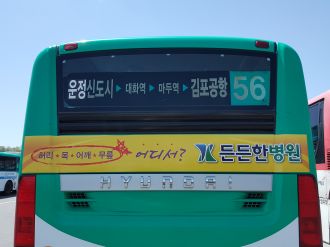 운정신도시 ▶ 대화역 ▶ 마두역 ▶ 김포공항 56
허리 • 목 • 어깨 • 무릎 어디서? 든든한병원
HYUNDAI